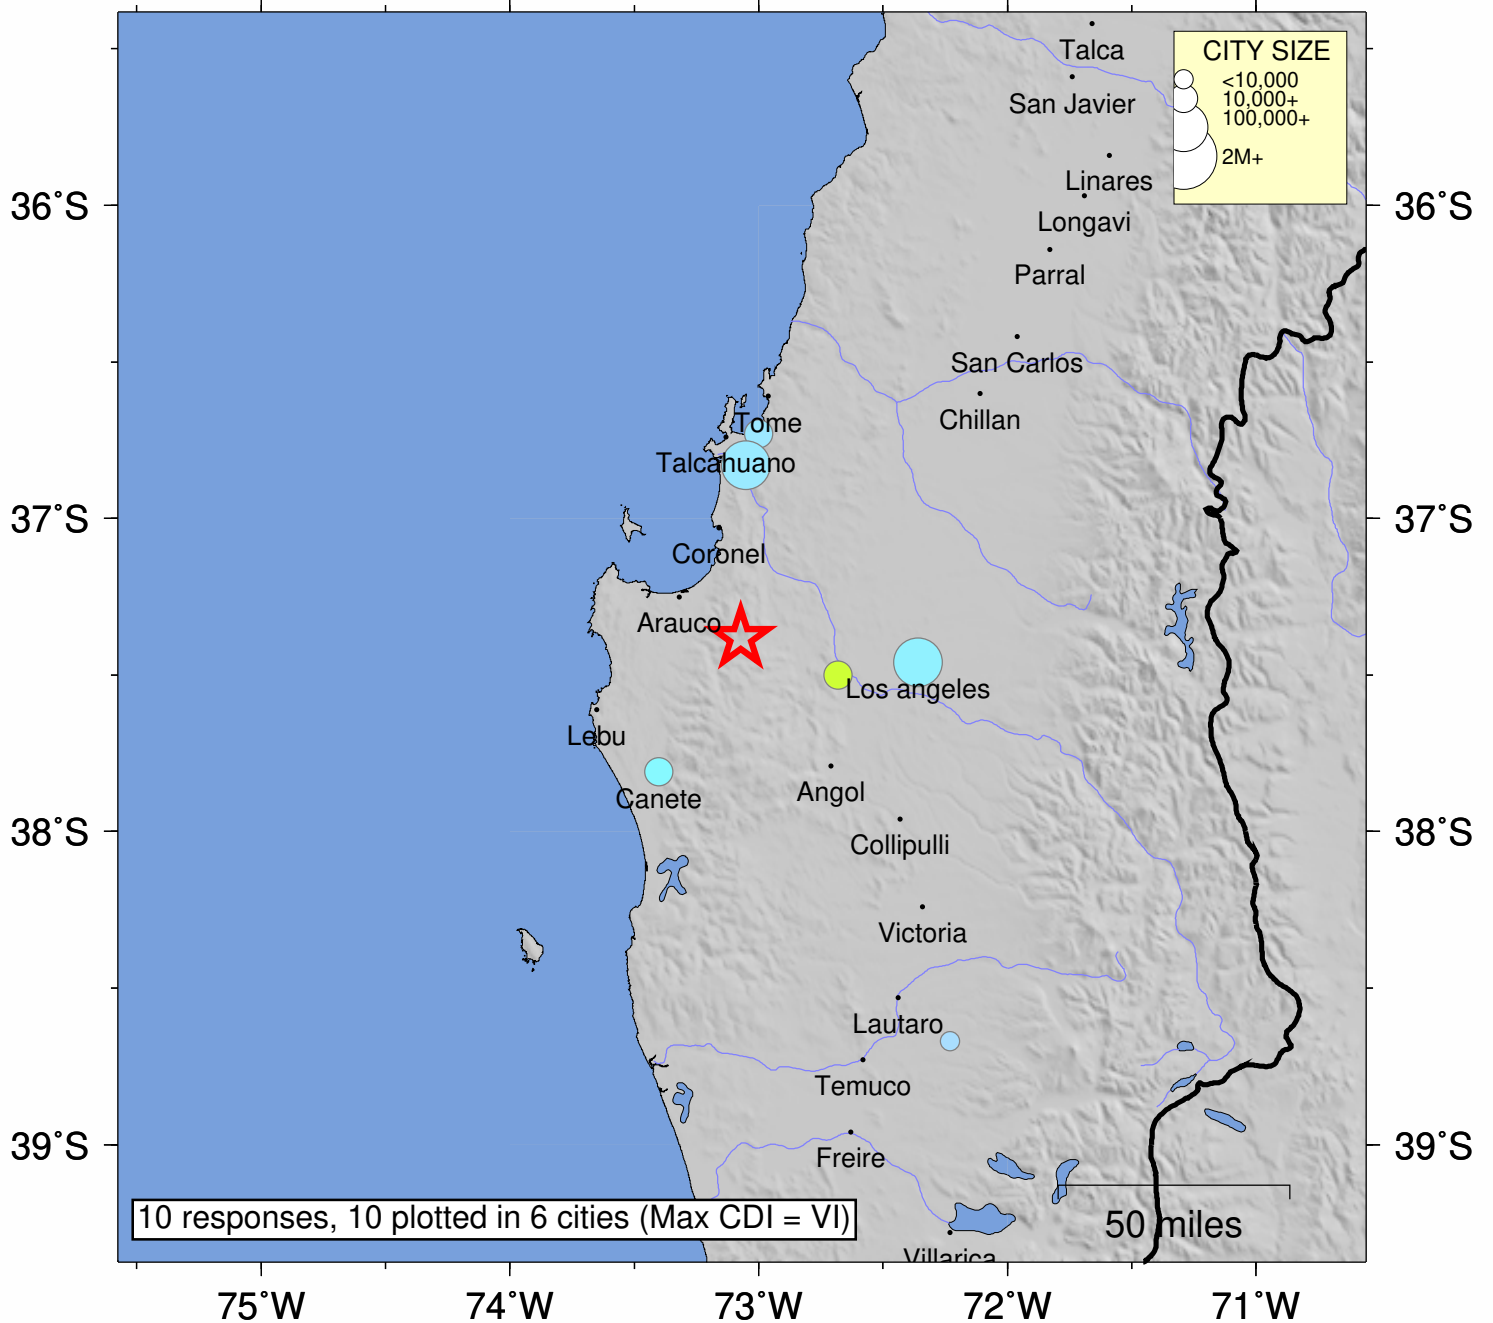 Talca
CITY SIZE
<10,000
10,000+
100,000+
2M+
San Javier
Linares
36°S
36°S
Longavi
Parral
San Carlos
Chillan
Tome
Talcahuano
37°S
37°S
Coronel
Arauco
Los angeles
Lebu
Angol
Canete
38°S
38°S
Collipulli
Victoria
Lautaro
Temuco
39°S
39°S
Freire
10 responses, 10 plotted in 6 cities (Max CDI = VI)
50 miles
Villarica
75°W
74°W
73°W
72°W
71°W